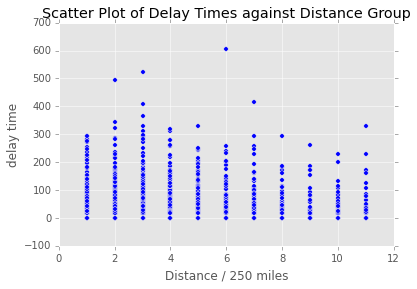 Scatter Plot of Delay Times against Distance Group
700
600
500
400
300
200
100
0
−100
delay time
0 2 4 6 8 10 12
Distance / 250 miles